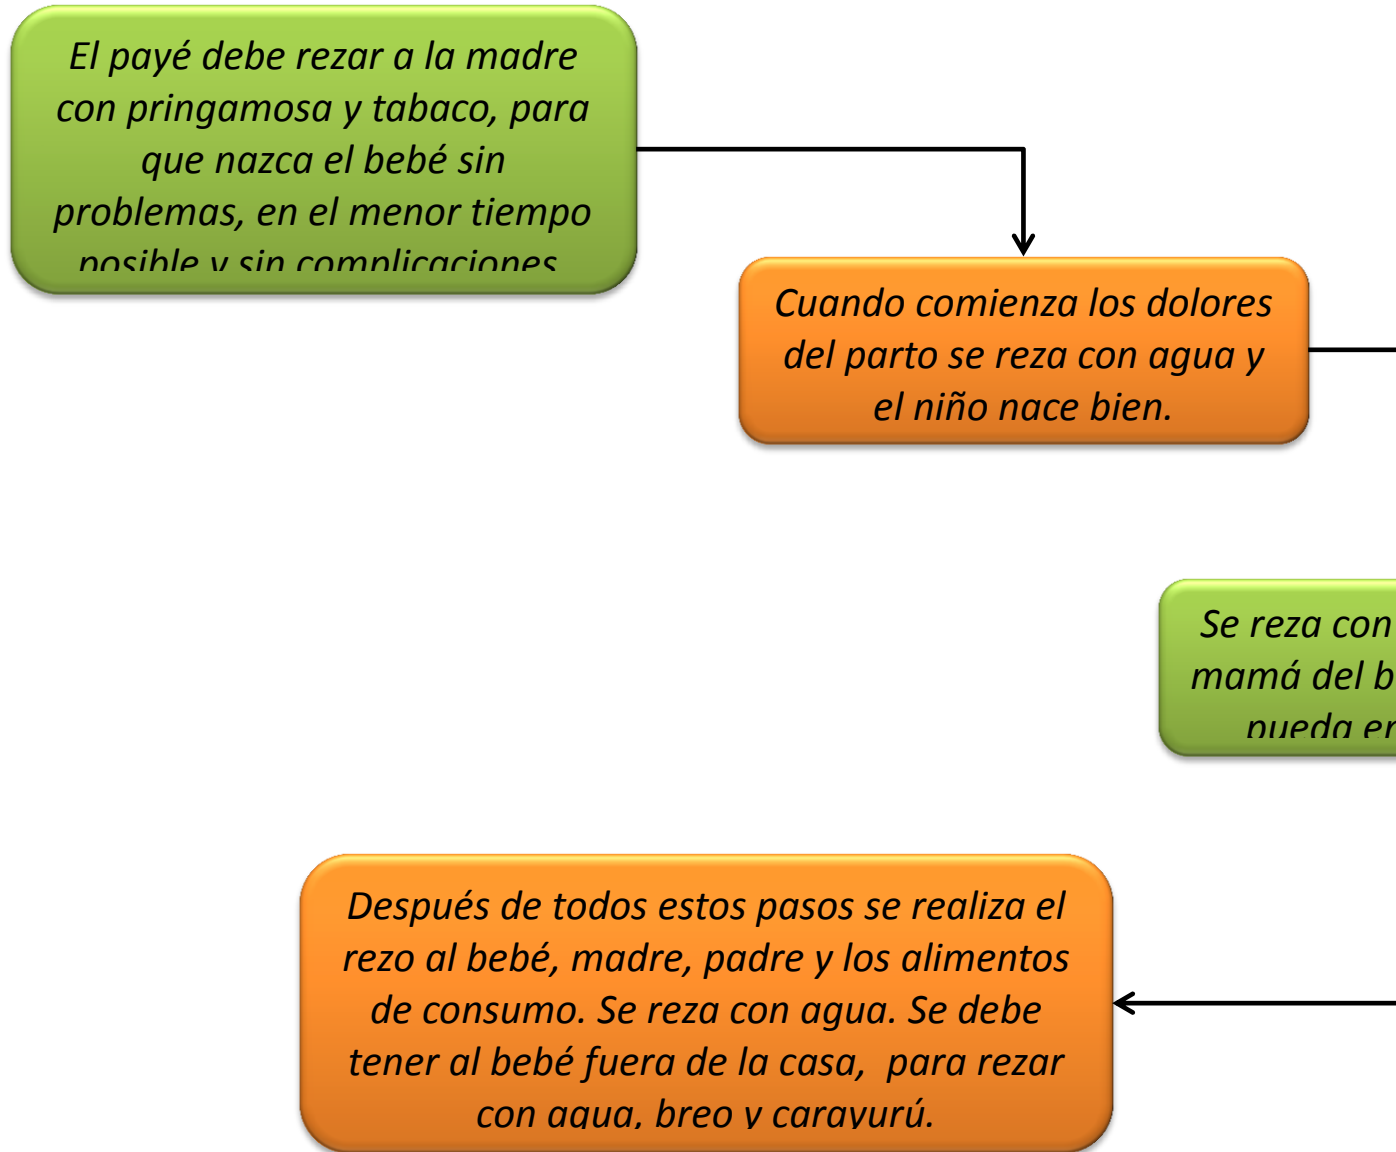 El payé debe rezar a la madre
con pringamosa y tabaco, para
que nazca el bebé sin
problemas, en el menor tiempo
posible y sin complicaciones
Cuando comienza los dolores
del parto se reza con agua y
el niño nace bien.
Se reza con
mamá del b
pueda en
Después de todos estos pasos se realiza el
rezo al bebé, madre, padre y los alimentos
de consumo. Se reza con agua. Se debe
tener al bebé fuera de la casa, para rezar
con agua, breo y carayurú.